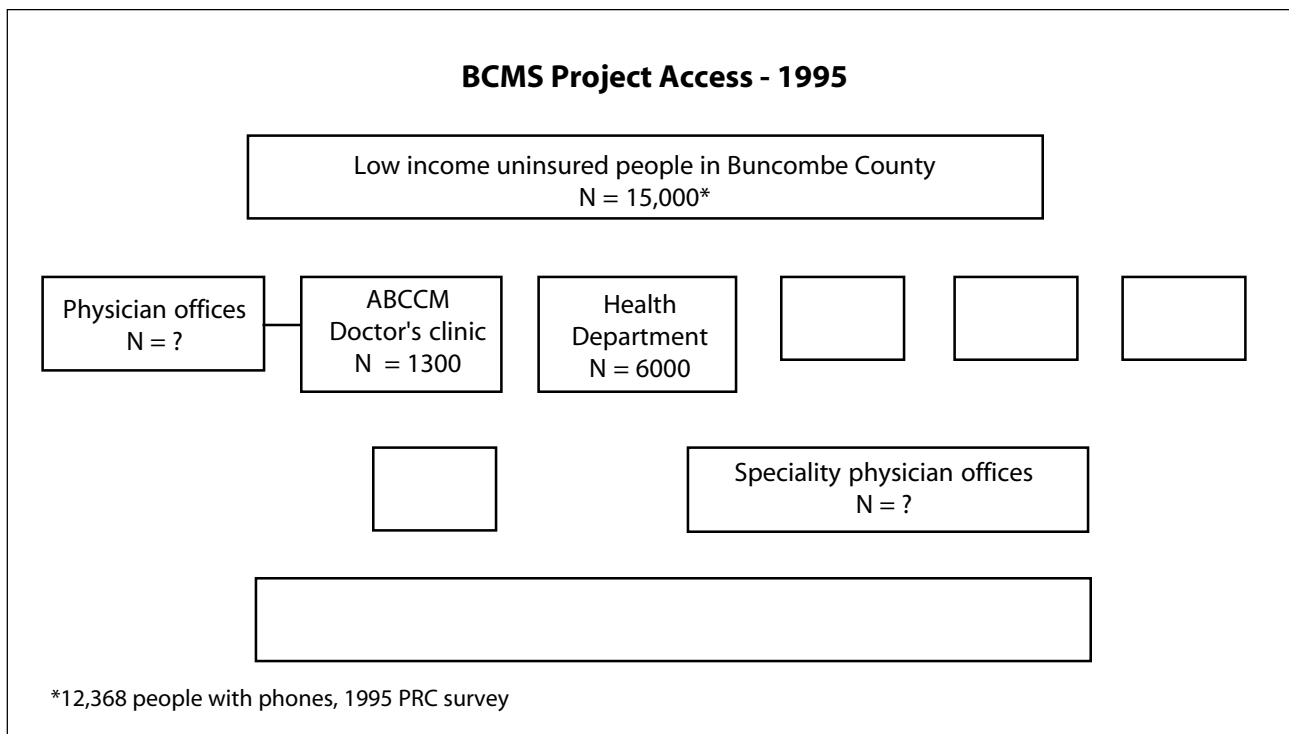 BCMS Project Access - 1995
Low income uninsured people in Buncombe County
N = 15,000*
Physician offices
N = ?
ABCCM
Doctor's clinic
N = 1300
Health
Department
N = 6000
Speciality physician offices
N = ?
*12,368 people with phones, 1995 PRC survey